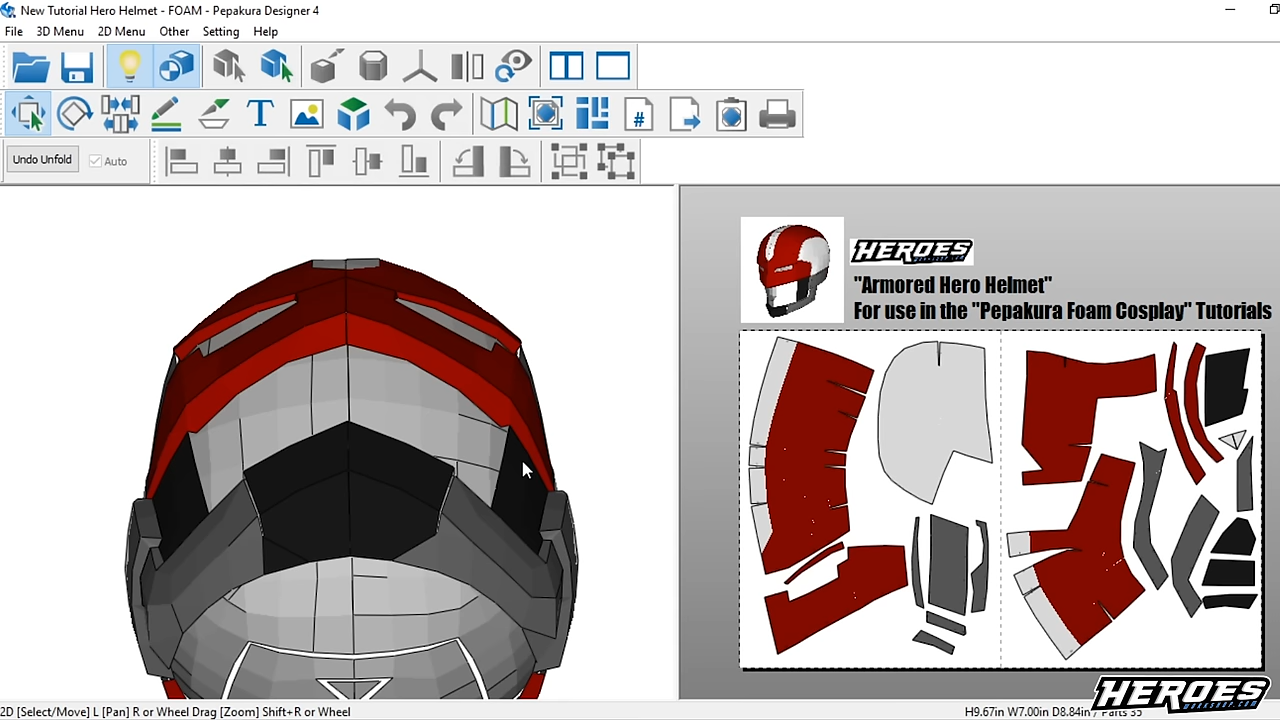 New Tutorial Hero Helmet - FOAM - Pepakura Designer 4
File 3D Menu 2D Menu Other Setting Help
T
#
Undo Unfold Auto
HEROES
"Armored Hero Helmet"
For use in the "Pepakura Foam Cosplay" Tutorials
2D [Select/Move] L [Pan] R or Wheel Drag [Zoom] Shift+R or Wheel
H9.67in W7.00in D8.84in / Parts 35
HEROES
WORKSHOP.COM